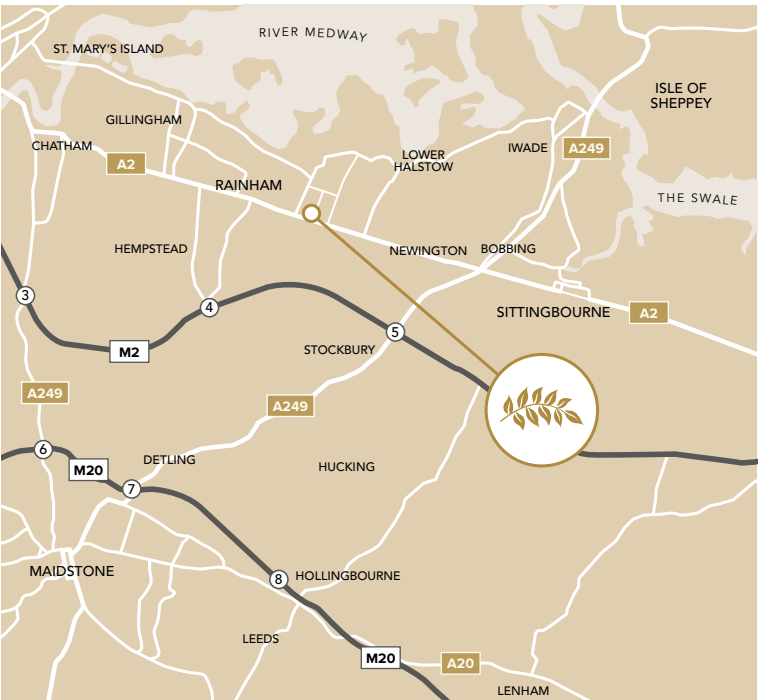 RIVER MEDWAY
ST. MARY'S ISLAND
ISLE OF
SHEPPEY
GILLINGHAM
CHATHAM
A2
LOWER
HALSTOW
IWADE
A249
RAINHAM
THE SWALE
HEMPSTEAD
NEWINGTON
BOBBING
3
4
SITTINGBOURNE
A2
5
M2
STOCKBURY
A249
A249
6
M20
DETLING
HUCKING
7
MAIDSTONE
8
HOLLINGBOURNE
LEEDS
M20
A20
LENHAM